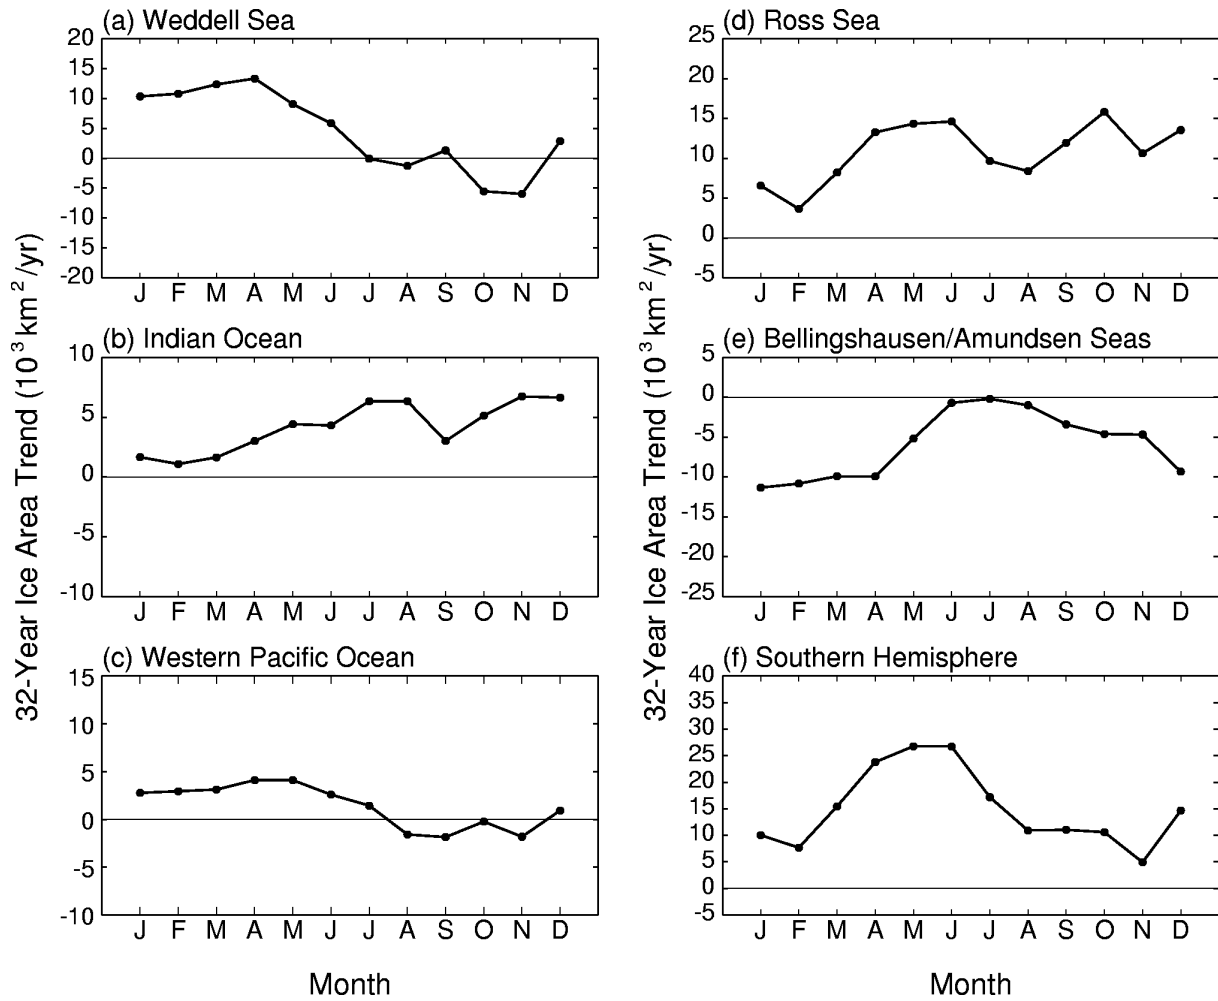 (a) Weddell Sea
20
15
10
5
0
-5
-10
-15
-20
J F M A M J J A S O N D
(b) Indian Ocean
10
5
0
-5
-10
J F M A M J J A S O N D
(c) Western Pacific Ocean
15
10
5
0
-5
-10
J F M A M J J A S O N D
Month
32-Year Ice Area Trend (10³ km²/yr)
(d) Ross Sea
25
20
15
10
5
0
-5
J F M A M J J A S O N D
(e) Bellingshausen/Amundsen Seas
5
0
-5
-10
-15
-20
-25
J F M A M J J A S O N D
(f) Southern Hemisphere
40
35
30
25
20
15
10
5
0
-5
J F M A M J J A S O N D
Month
32-Year Ice Area Trend (10³ km²/yr)